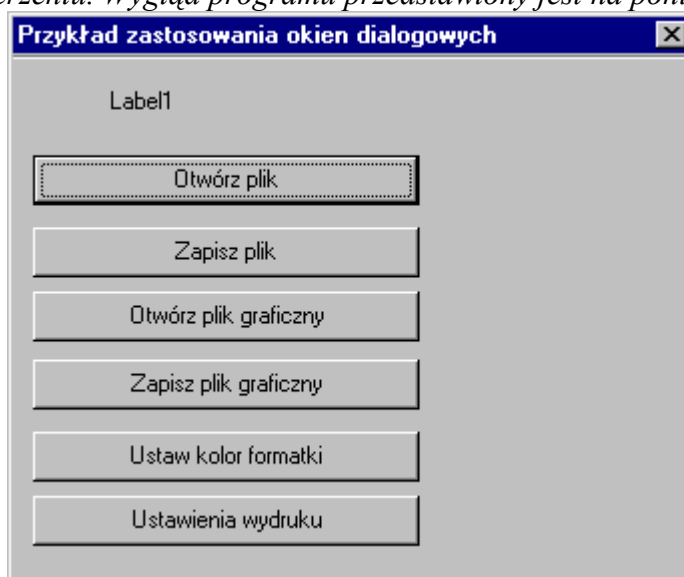 Wygląd programu przedstawiony jest na
Przykład zastosowania okien dialogowych
Label1
Otwórz plik
Zapisz plik
Otwórz plik graficzny
Zapisz plik graficzny
Ustaw kolor formatki
Ustawienia wydruku